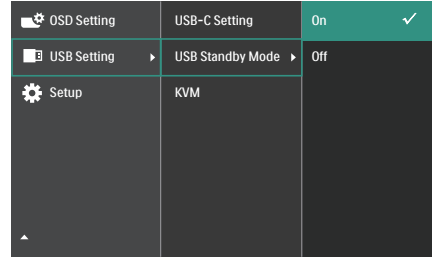 OSD Setting
USB Setting
Setup
USB-C Setting
USB Standby Mode
KVM
On
Off